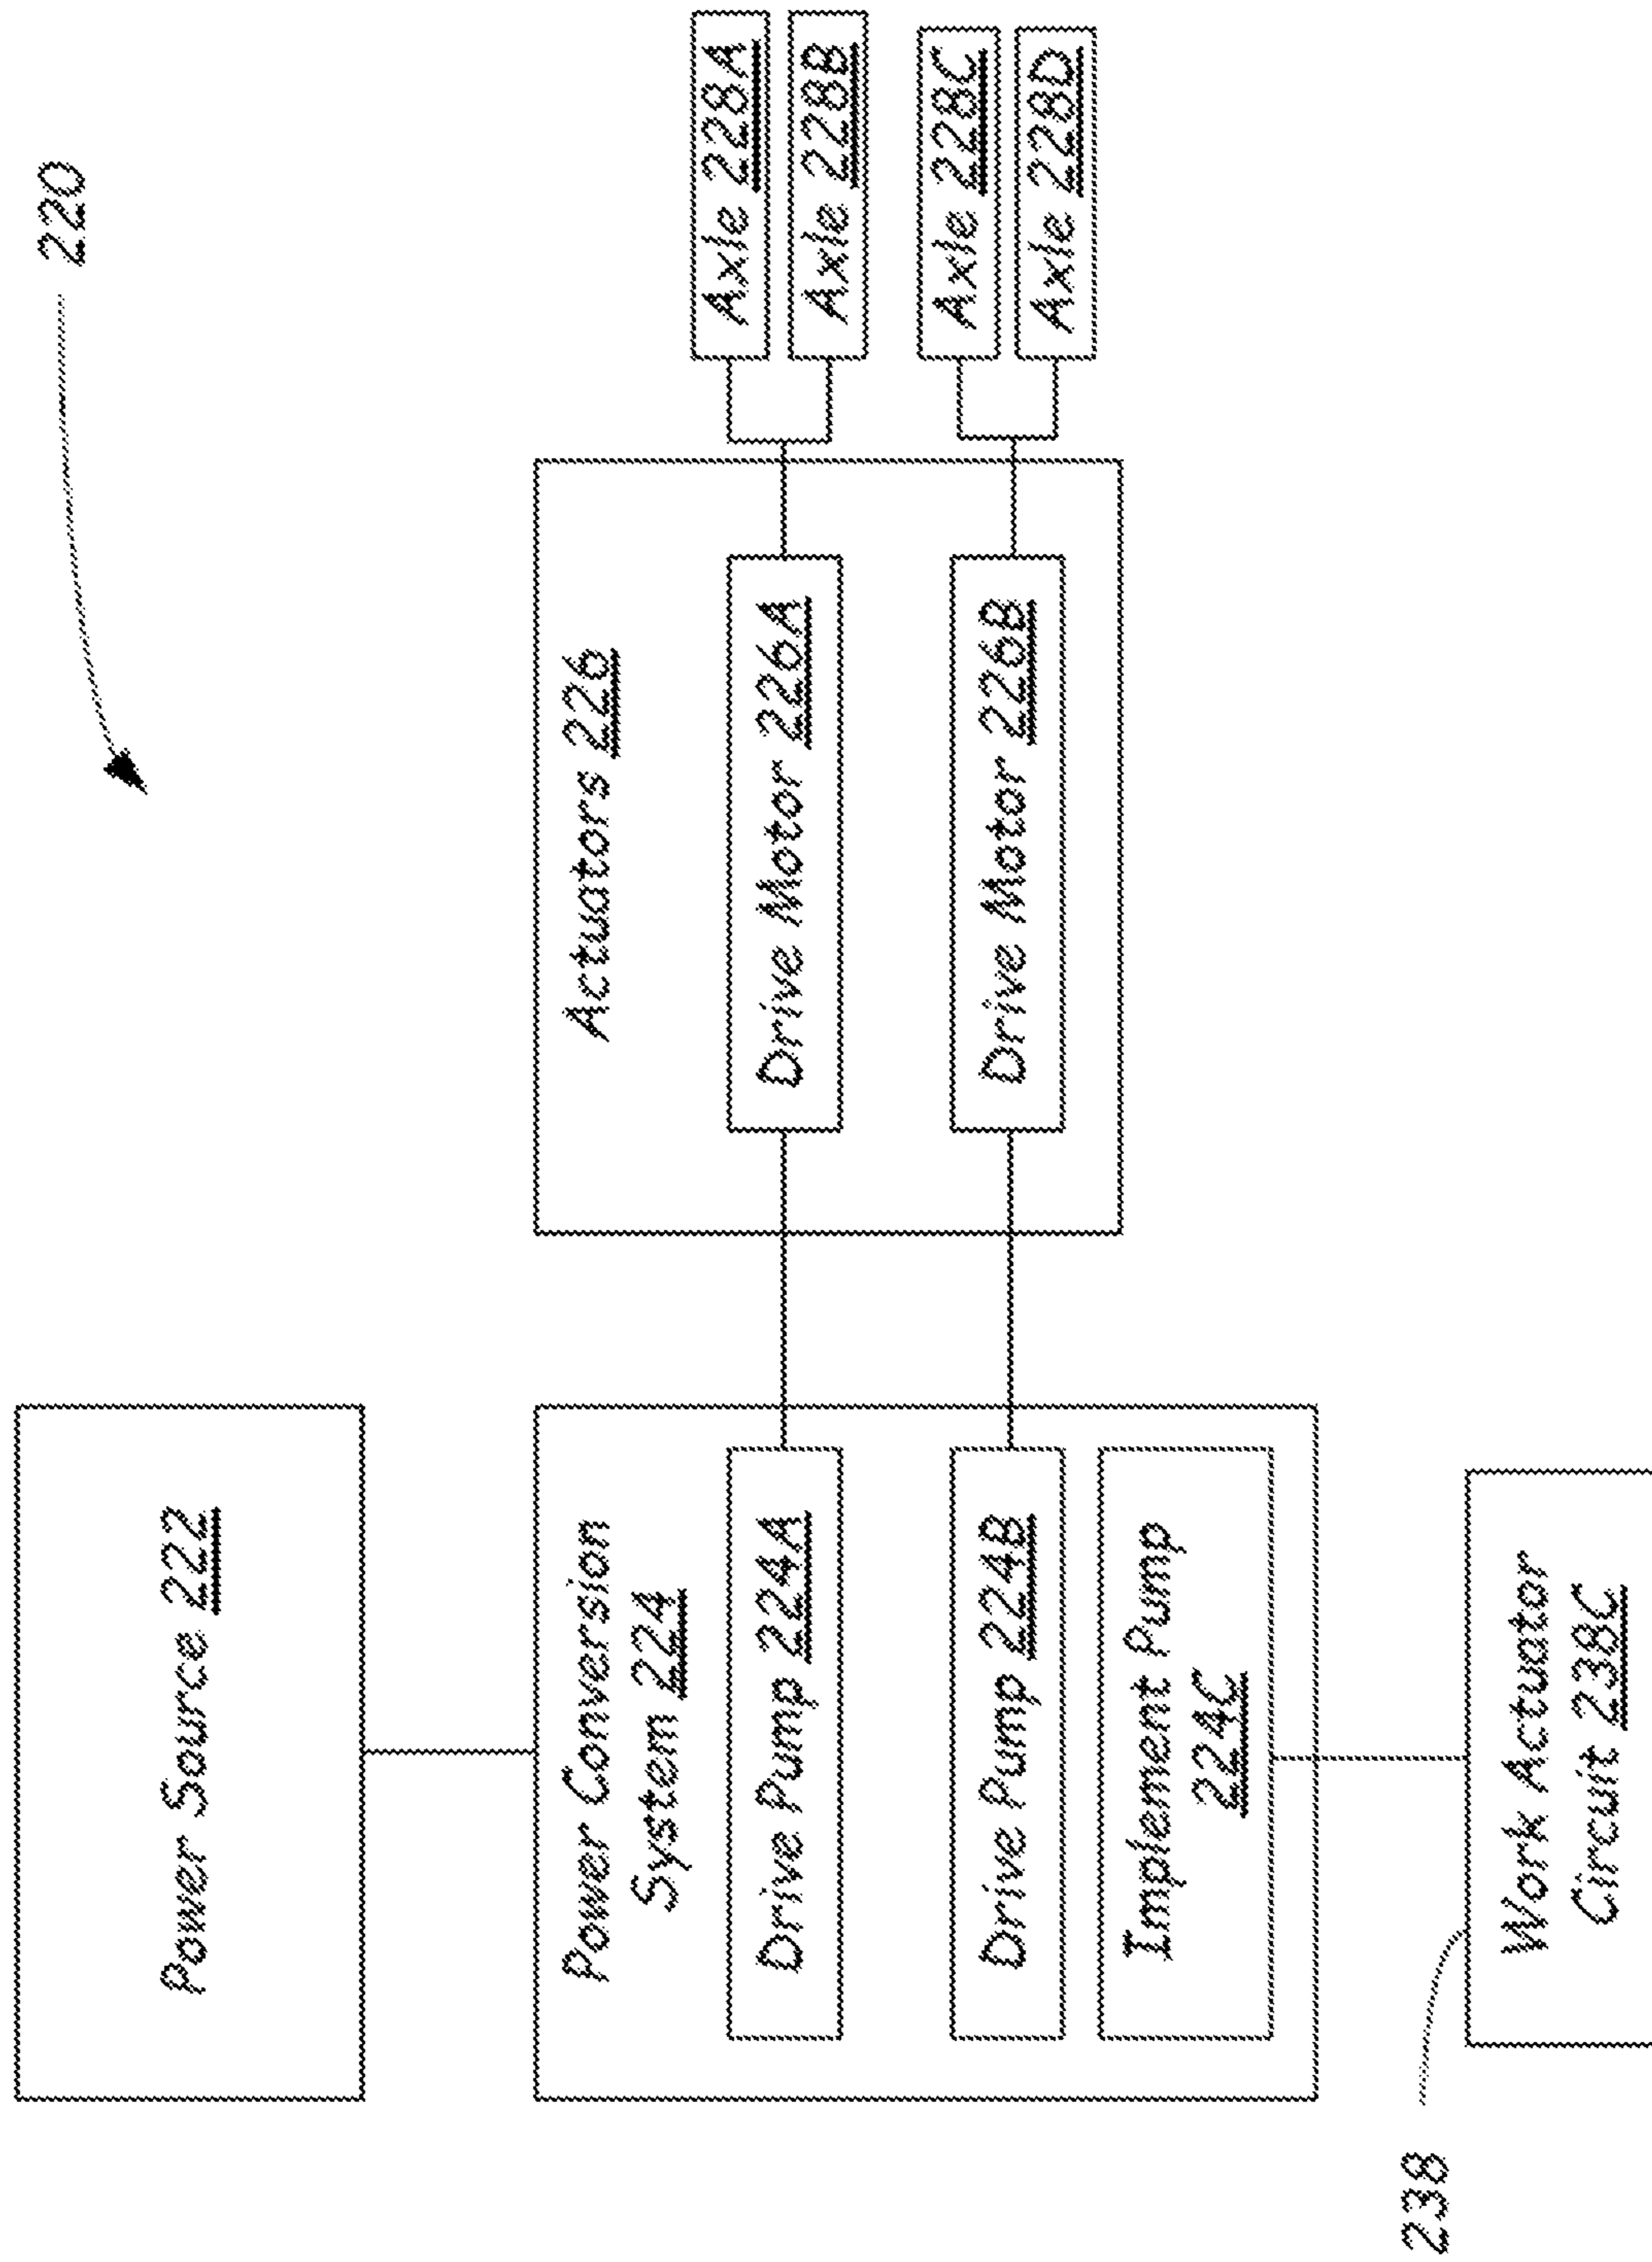 220
Power Source 222
Power Conversion
System 224
Drive Pump 224A
Drive Pump 224B
Implement Pump
224C
Actuators 226
Drive Motor 226A
Drive Motor 226B
Axle 228A
Axle 228B
Axle 228C
Axle 228D
238
Work Actuator
Circuit 238C